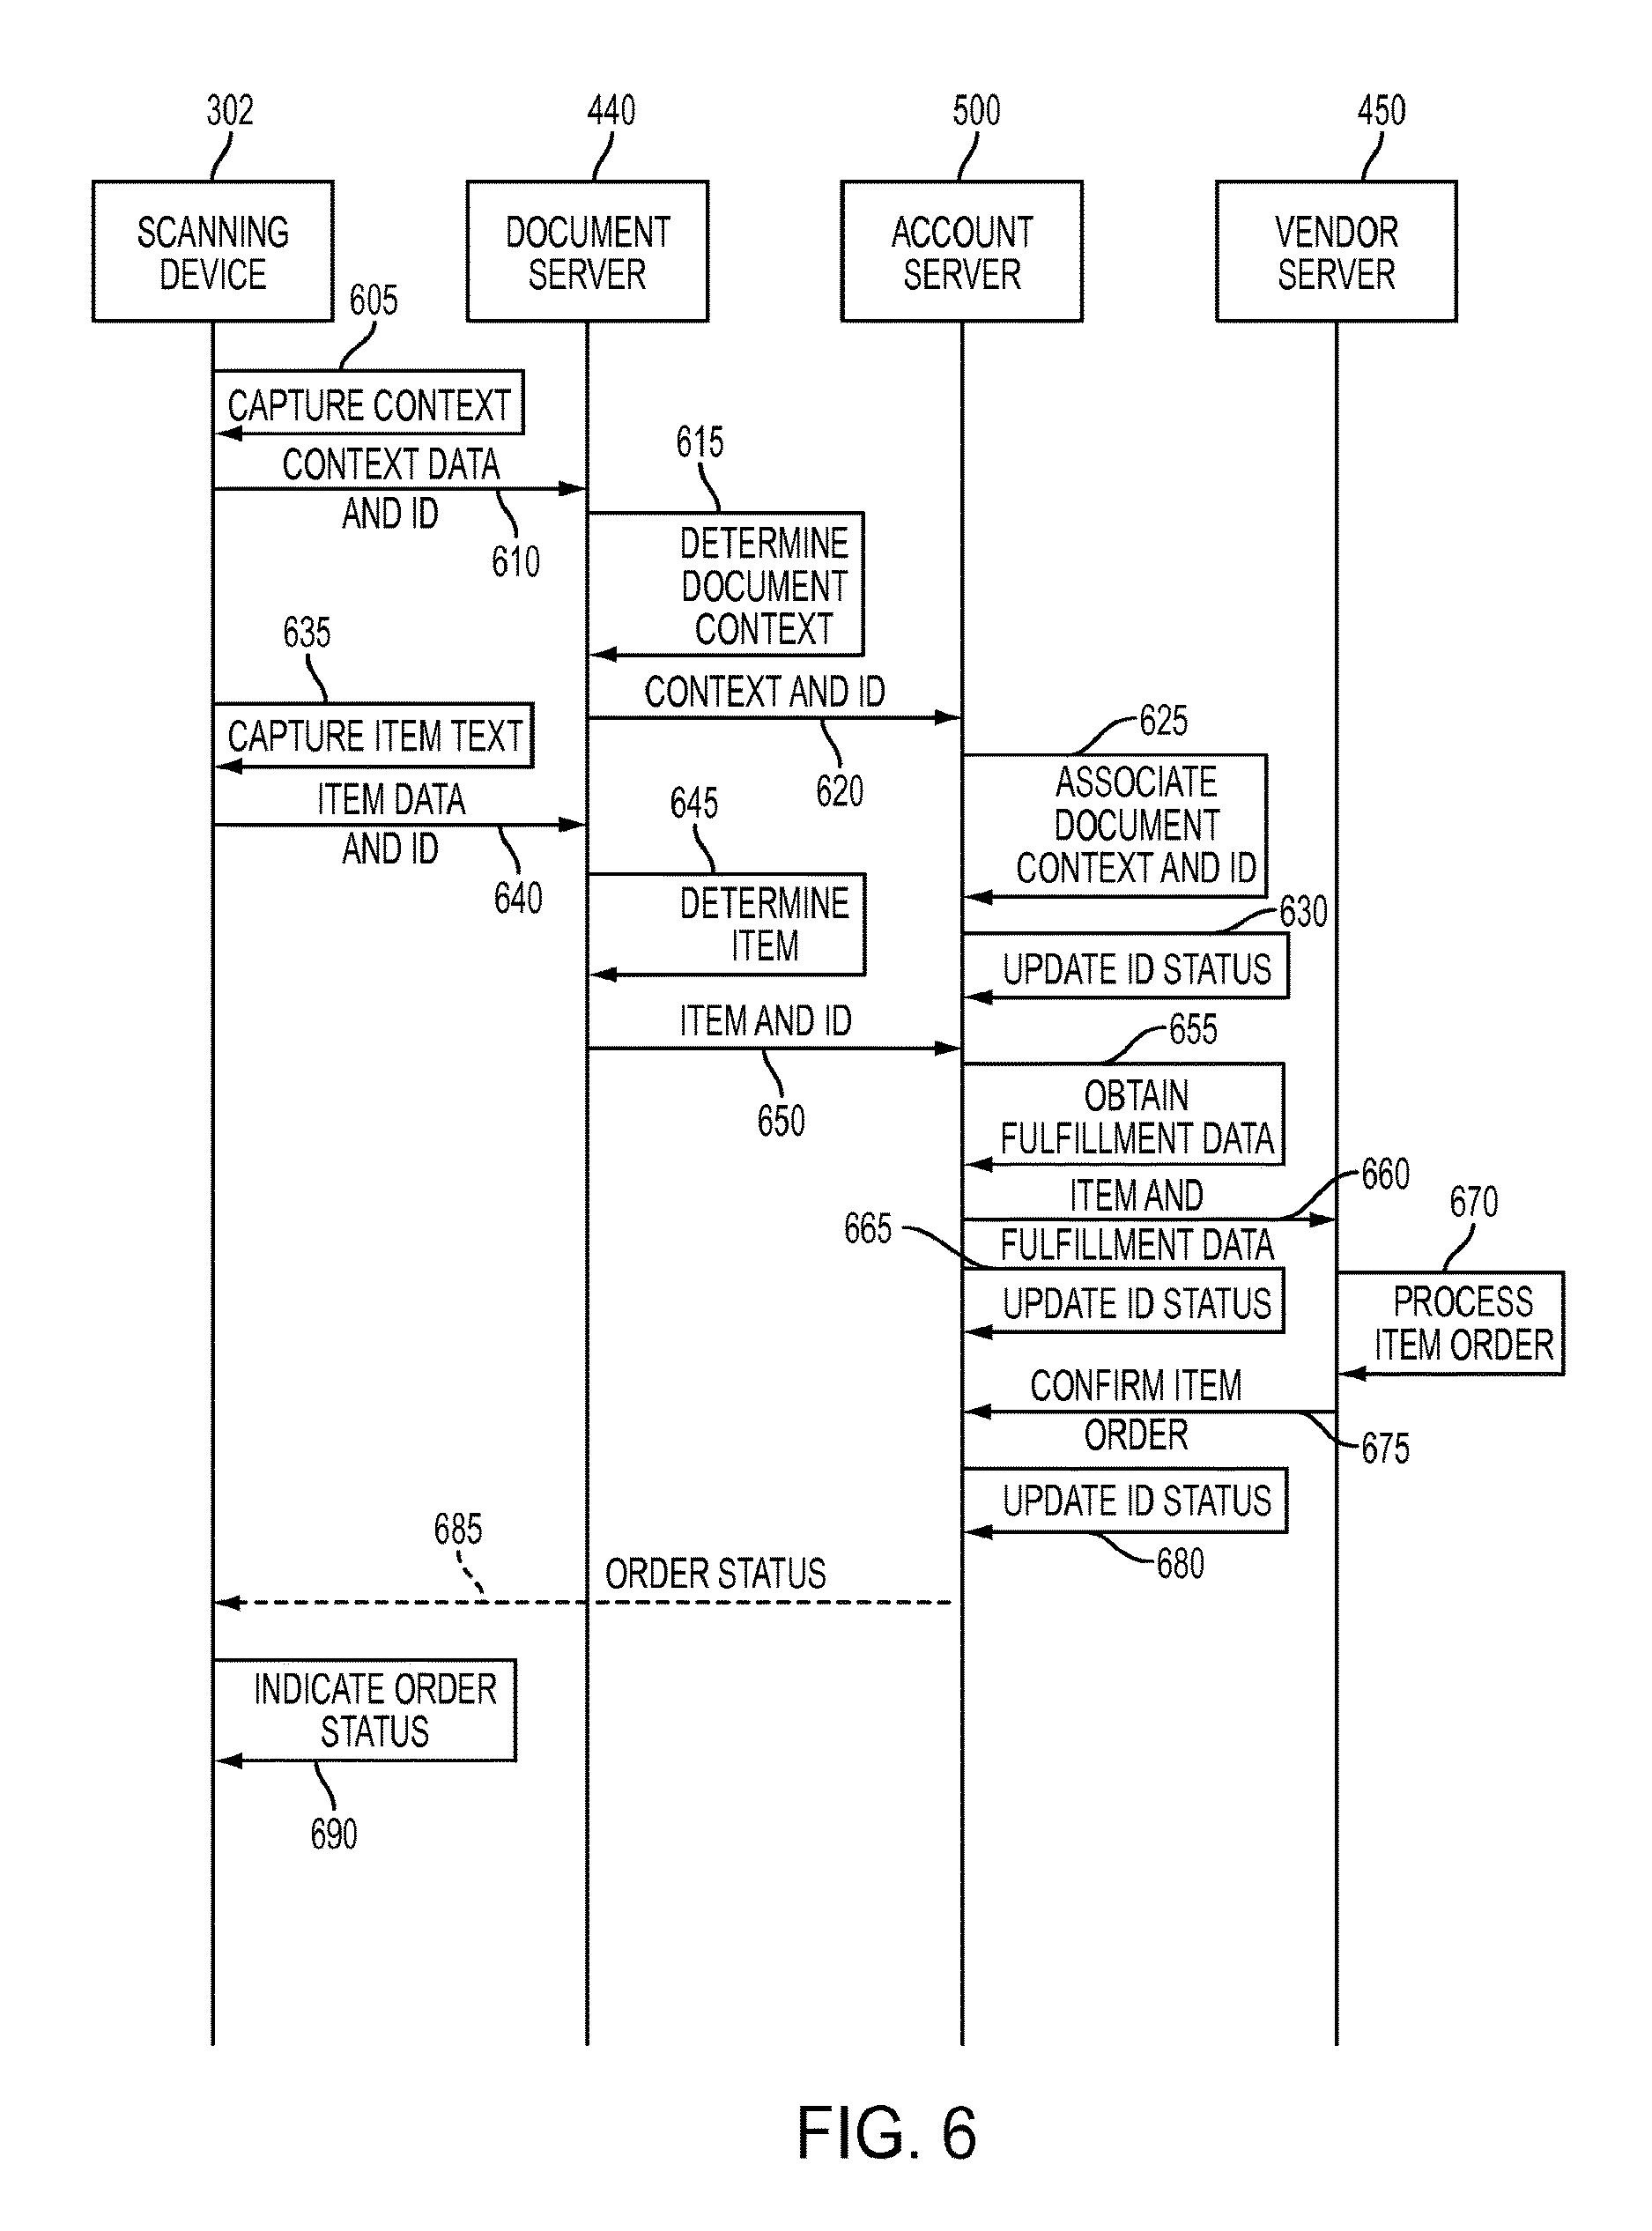 302
440
500
450
SCANNING
DEVICE
DOCUMENT
SERVER
ACCOUNT
SERVER
VENDOR
SERVER
605
CAPTURE CONTEXT
CONTEXT DATA
AND ID
610
615
DETERMINE
DOCUMENT
CONTEXT
635
CAPTURE ITEM TEXT
CONTEXT AND ID
620
625
ASSOCIATE
DOCUMENT
CONTEXT AND ID
ITEM DATA
AND ID
640
645
DETERMINE
ITEM
630
UPDATE ID STATUS
ITEM AND ID
650
655
OBTAIN
FULFILLMENT DATA
ITEM AND
FULFILLMENT DATA
660
665
UPDATE ID STATUS
670
PROCESS
ITEM ORDER
CONFIRM ITEM
ORDER
675
UPDATE ID STATUS
680
685
ORDER STATUS
INDICATE ORDER
STATUS
690
FIG. 6